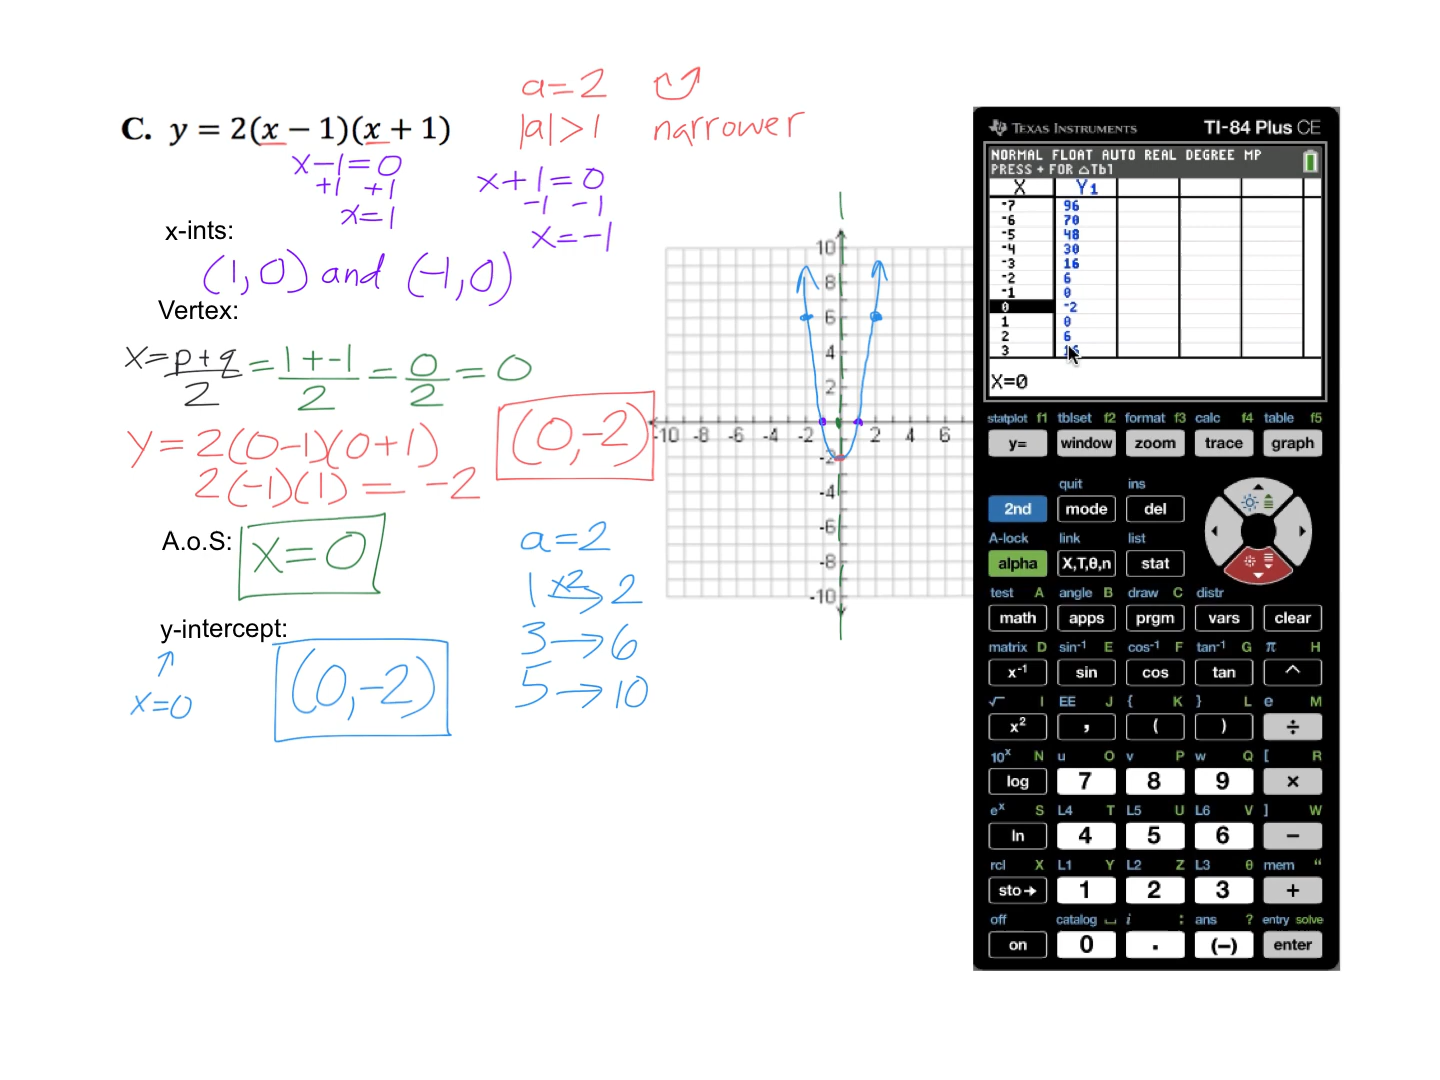 a=2
|a|>1 narrower
C. y = 2(x − 1)(x + 1)
x-1=0
+1 +1
x=1
x+1=0
-1 -1
x=-1
x-ints:
(1,0) and (-1,0)
Vertex:
x=p+q/2 = 1+-1/2 = 0/2 = 0
y=2(0-1)(0+1)
2(-1)(1) = -2
(0,-2)
A.o.S: x=0
y-intercept:
x=0
(0,-2)
a=2
1 x2→ 2
3→6
5→10
10
8
6
4
2
-10 -8 -6 -4 -2 2 4 6
-2
-4
-6
-8
-10
TEXAS INSTRUMENTS TI-84 Plus CE
NORMAL FLOAT AUTO REAL DEGREE MP
PRESS + FOR △Tbl
X Y1
-7 96
-6 70
-5 48
-4 30
-3 16
-2 6
-1 0
0 -2
1 0
2 6
3
X=0
statplot f1 tblset f2 format f3 calc f4 table f5
y= window zoom trace graph
quit ins
2nd mode del
A-lock link list
alpha X,T,θ,n stat
test A angle B draw C distr
math apps prgm vars clear
matrix D sin⁻¹ E cos⁻¹ F tan⁻¹ G π H
x⁻¹ sin cos tan ^
√ I EE J { K } L e M
x² , ( ) ÷
10ˣ N u O v P w Q [ R
log 7 8 9 ×
eˣ S L4 T L5 U L6 V ] W
ln 4 5 6 −
rcl X L1 Y L2 Z L3 θ mem “
sto→ 1 2 3 +
off catalog ⎵ i : ans ? entry solve
on 0 . (−) enter